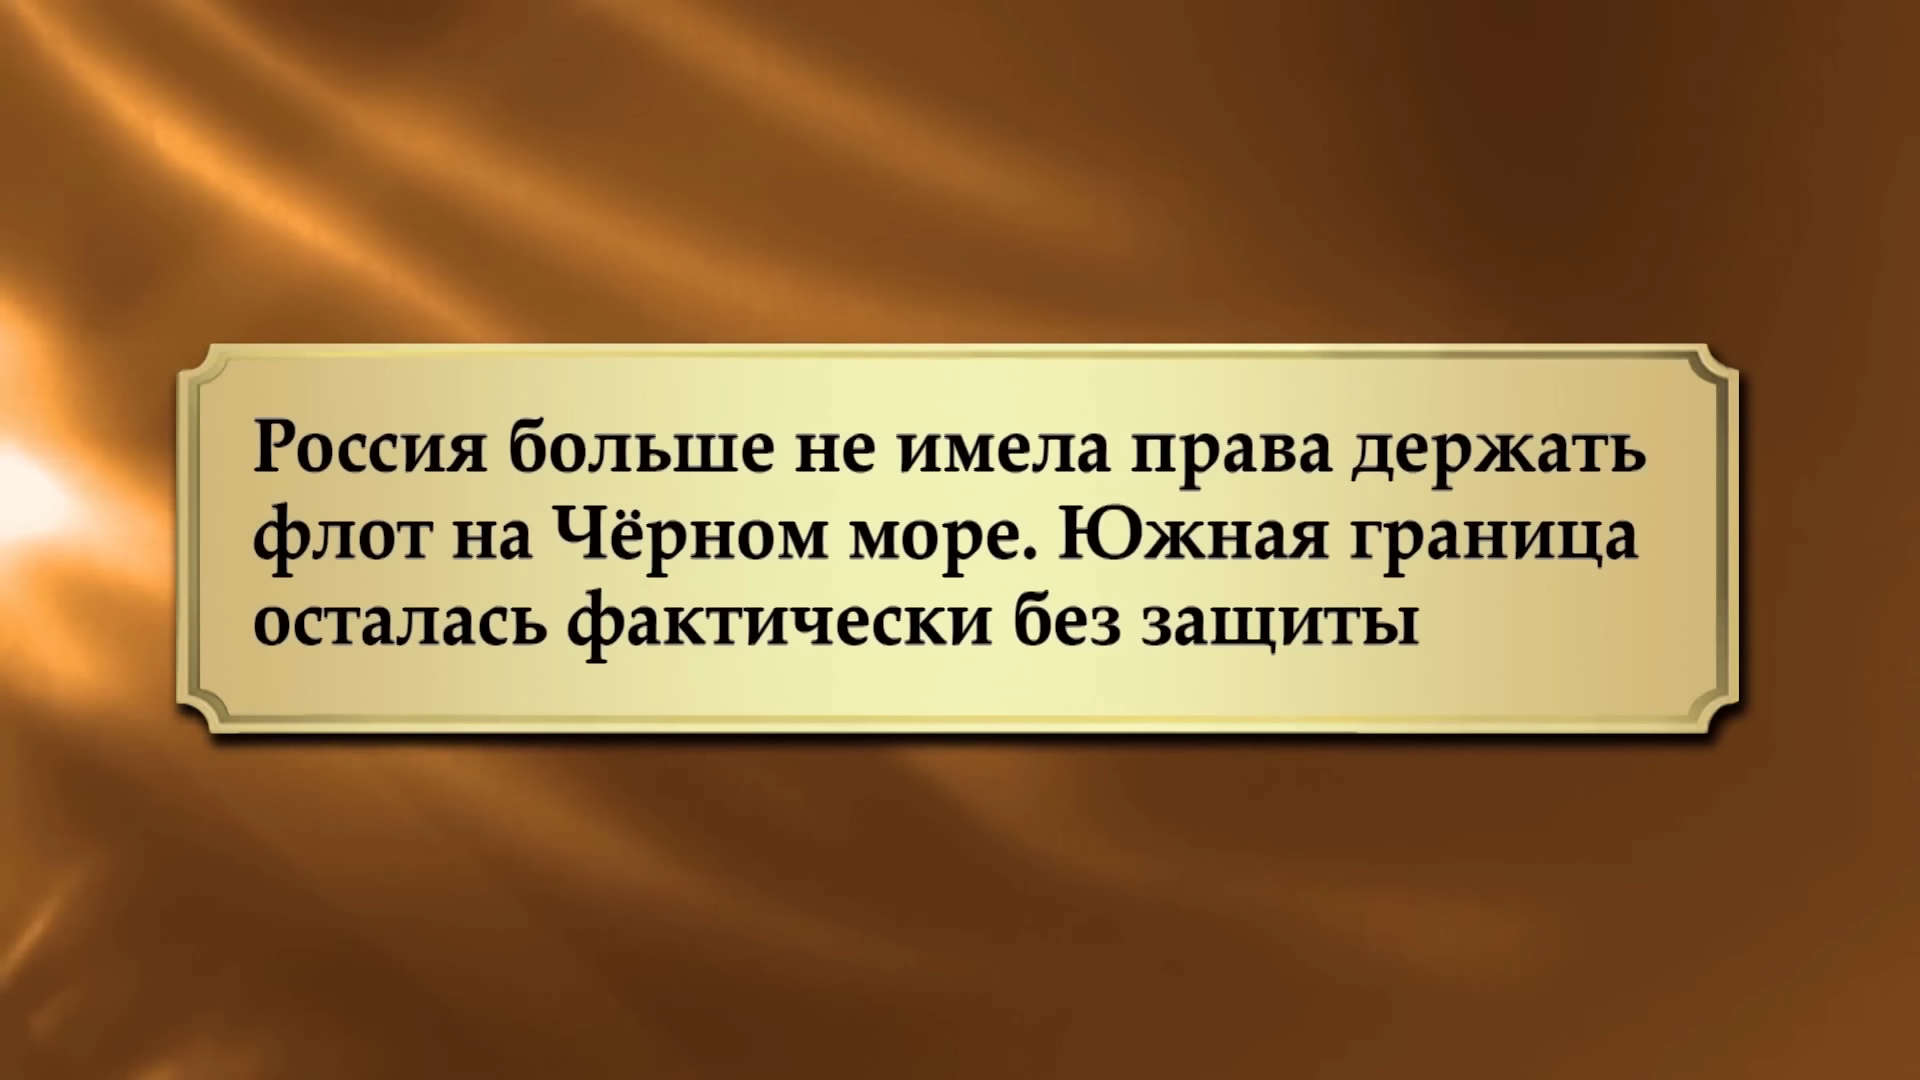 Россия больше не имела права держать
флот на Чёрном море. Южная граница
осталась фактически без защиты